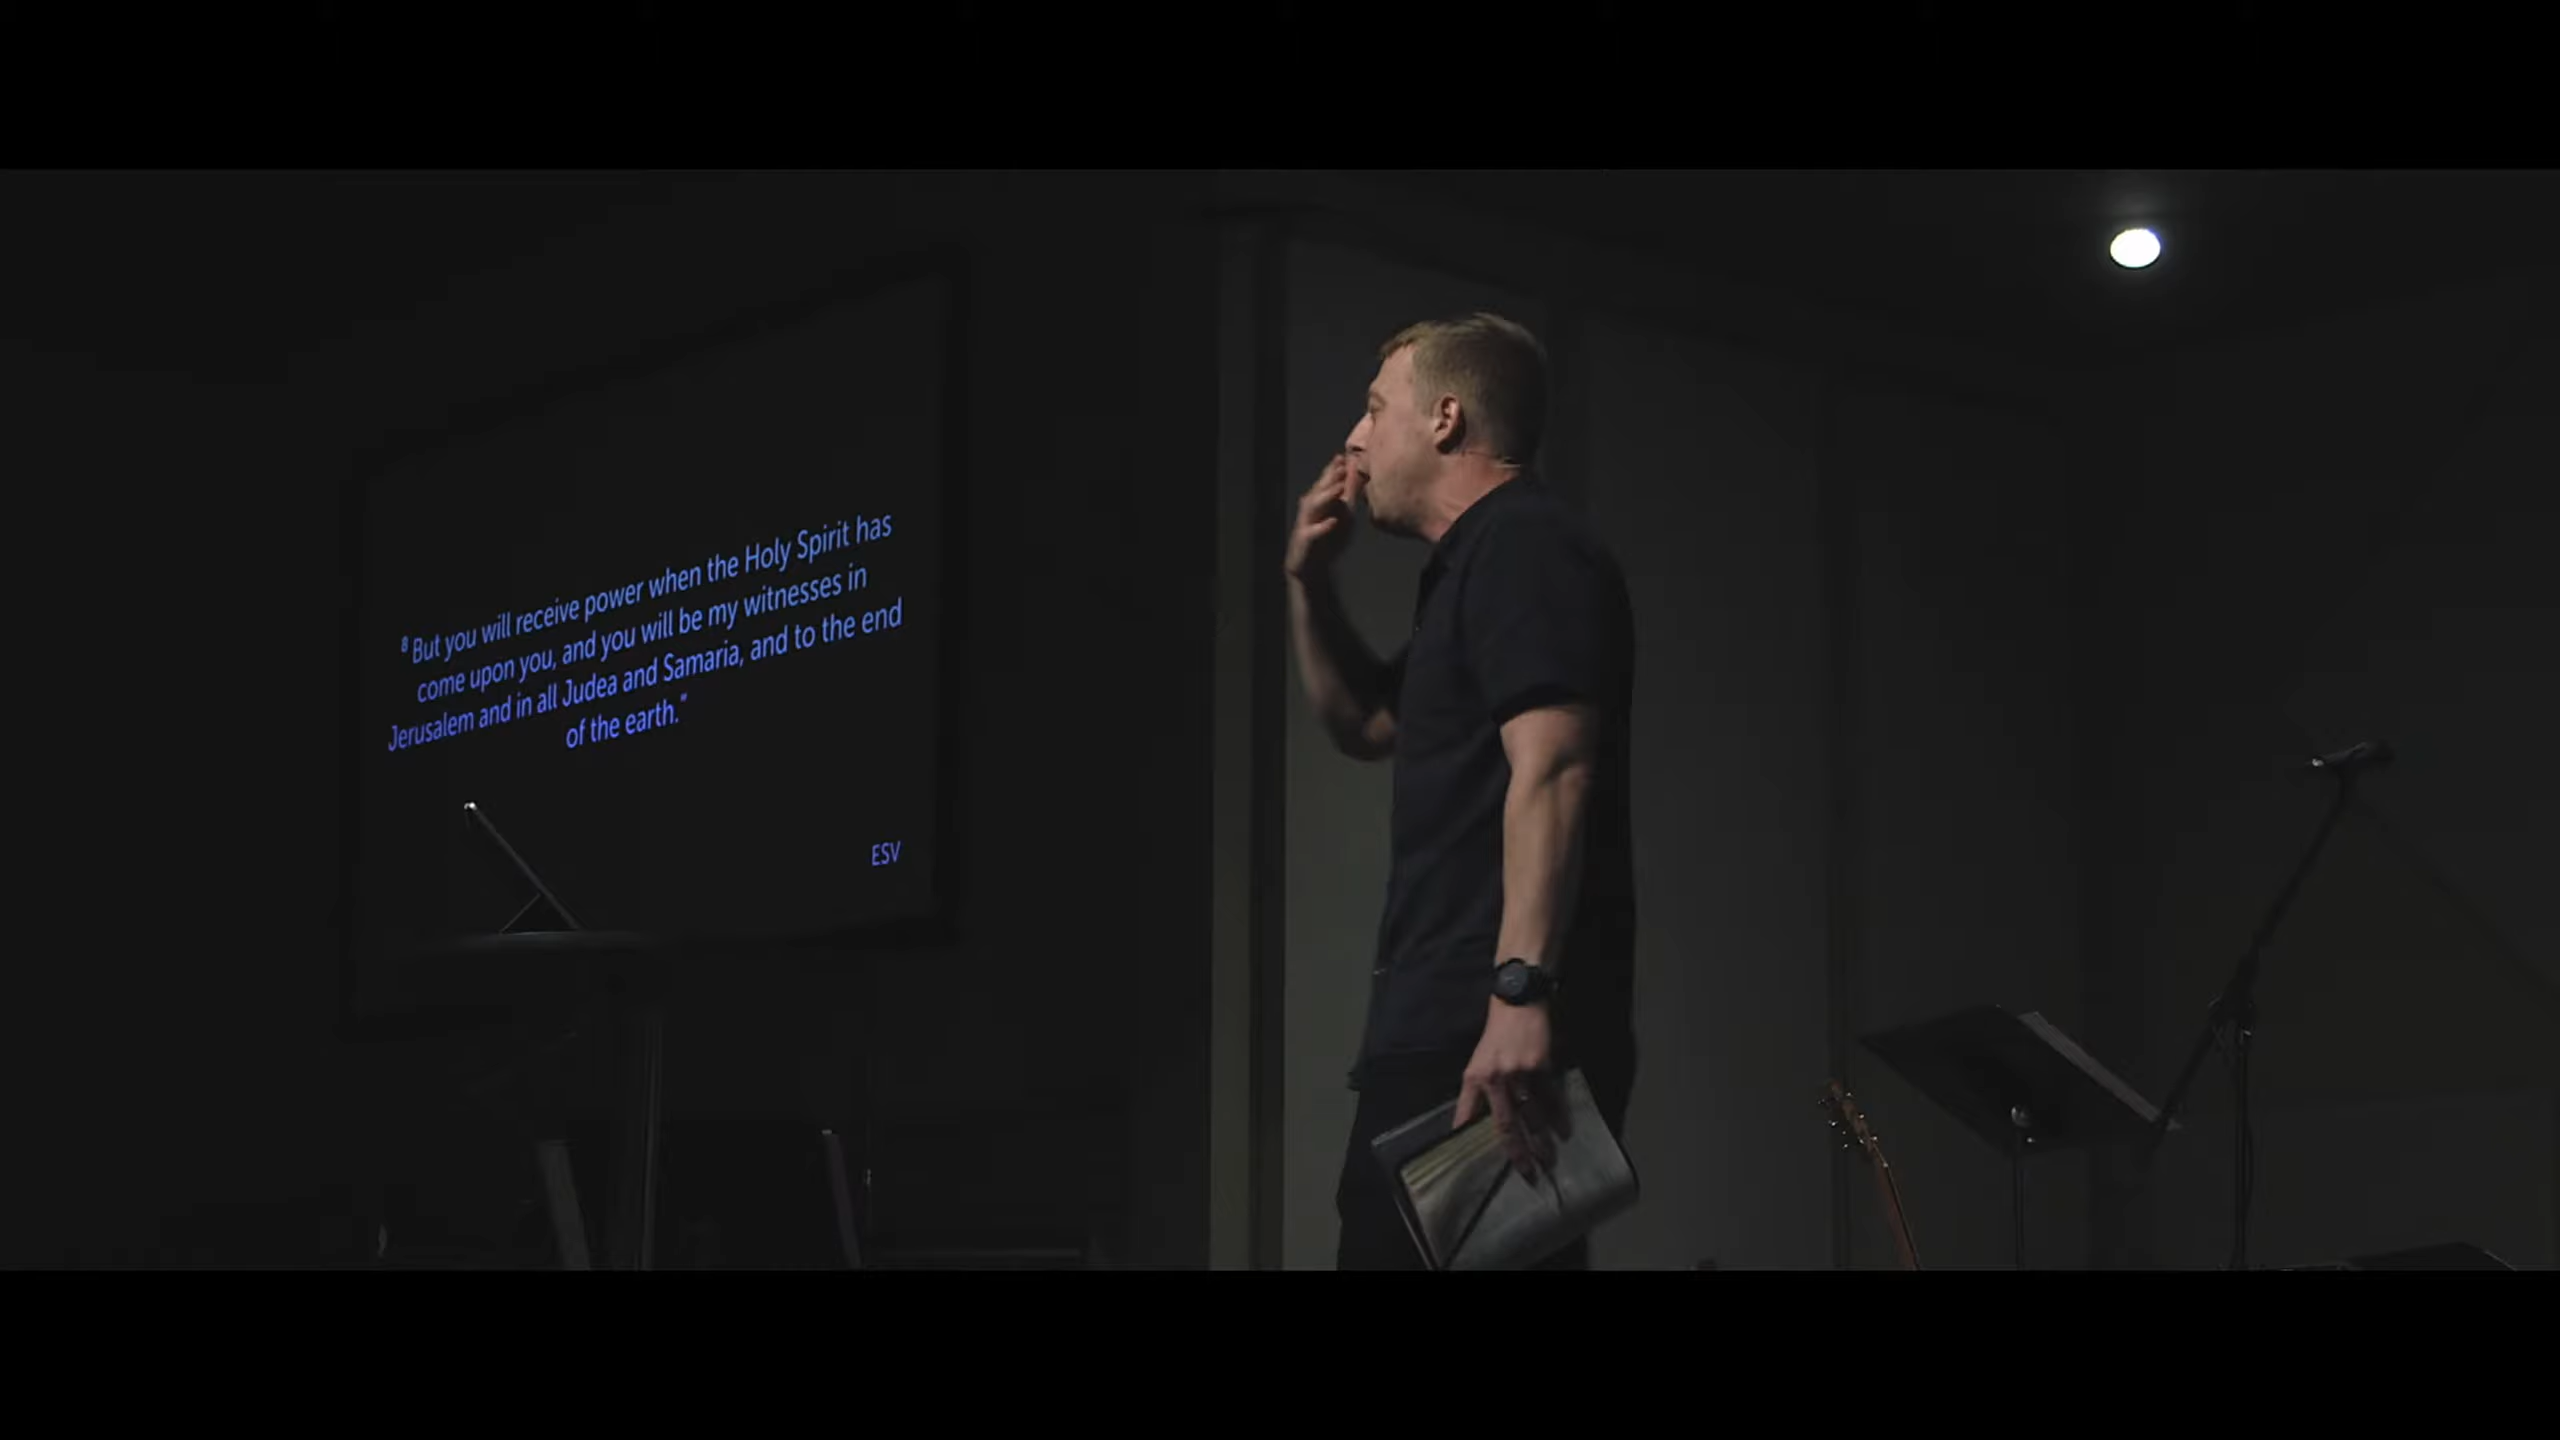 ⁸ But you will receive power when the Holy Spirit has
come upon you, and you will be my witnesses in
Jerusalem and in all Judea and Samaria, and to the end
of the earth."
ESV